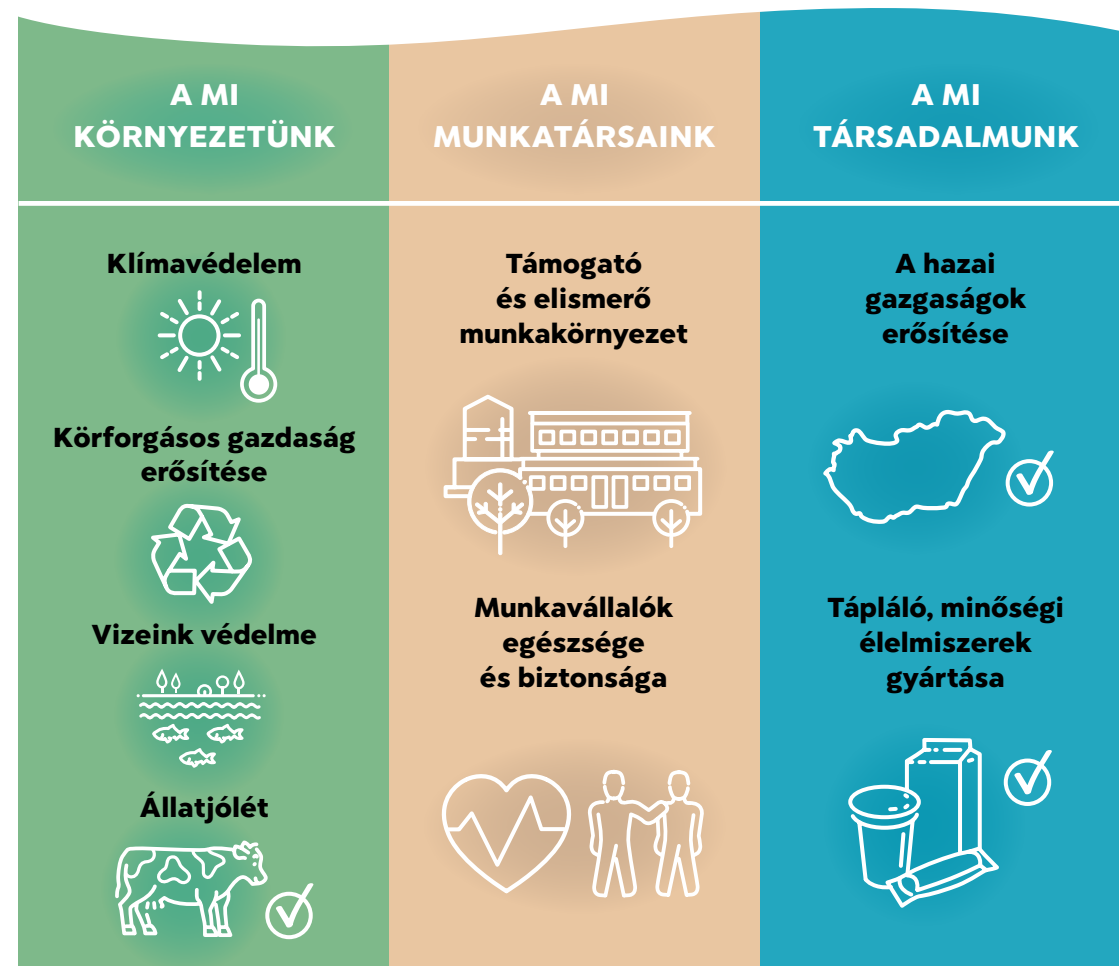 A MI
KÖRNYEZETÜNK
Klímavédelem
Körforgásos gazdaság
erősítése
Vizeink védelme
Állatjólét
A MI
MUNKATÁRSAINK
Támogató
és elismerő
munkakörnyezet
Munkavállalók
egészsége
és biztonsága
A MI
TÁRSADALMUNK
A hazai
gazgaságok
erősítése
Tápláló, minőségi
élelmiszerek
gyártása